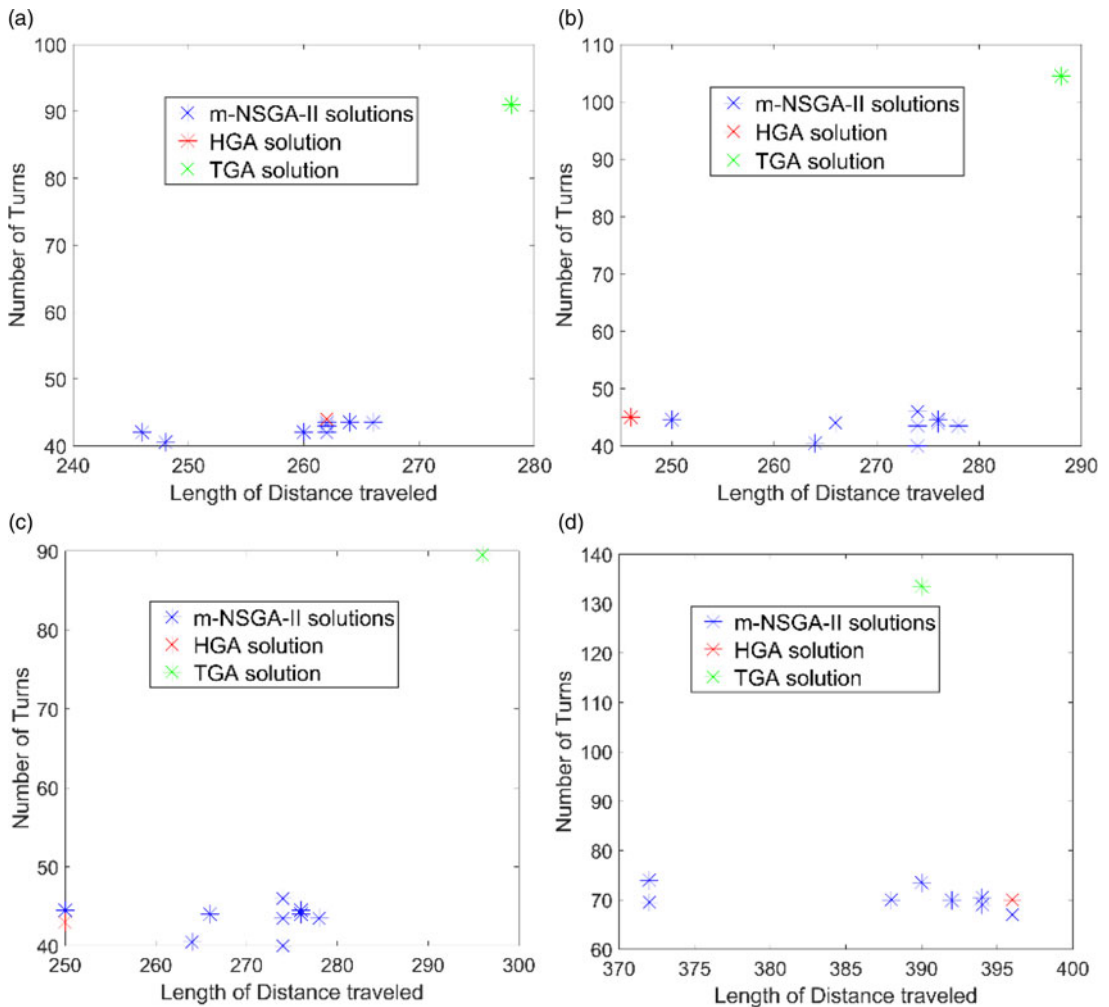 (a)
100
90
80
70
60
50
40
240
250
260
270
280
Number of Turns
Length of Distance traveled
m-NSGA-II solutions
HGA solution
TGA solution
(b)
110
100
90
80
70
60
50
40
250
260
270
280
290
Number of Turns
Length of Distance traveled
m-NSGA-II solutions
HGA solution
TGA solution
(c)
90
80
70
60
50
40
250
260
270
280
290
300
Number of Turns
Length of Distance traveled
m-NSGA-II solutions
HGA solution
TGA solution
(d)
140
130
120
110
100
90
80
70
60
370
375
380
385
390
395
400
Number of Turns
Length of Distance traveled
m-NSGA-II solutions
HGA solution
TGA solution